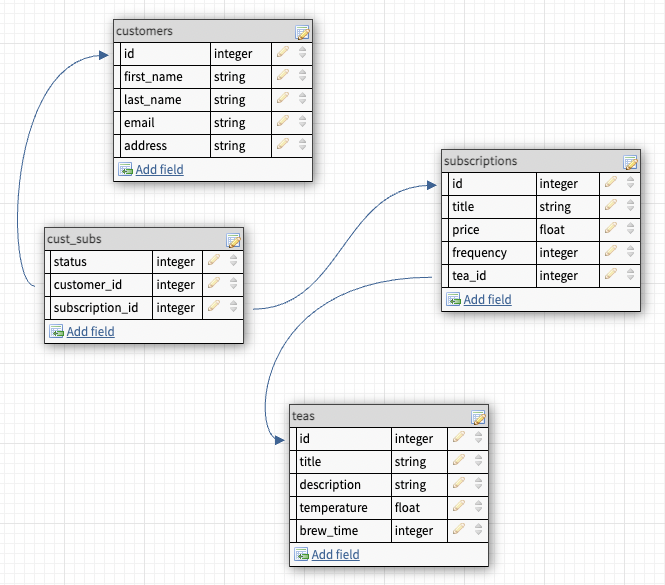 customers
id integer
first_name string
last_name string
email string
address string
Add field
subscriptions
id integer
title string
price float
frequency integer
tea_id integer
Add field
cust_subs
status integer
customer_id integer
subscription_id integer
Add field
teas
id integer
title string
description string
temperature float
brew_time integer
Add field